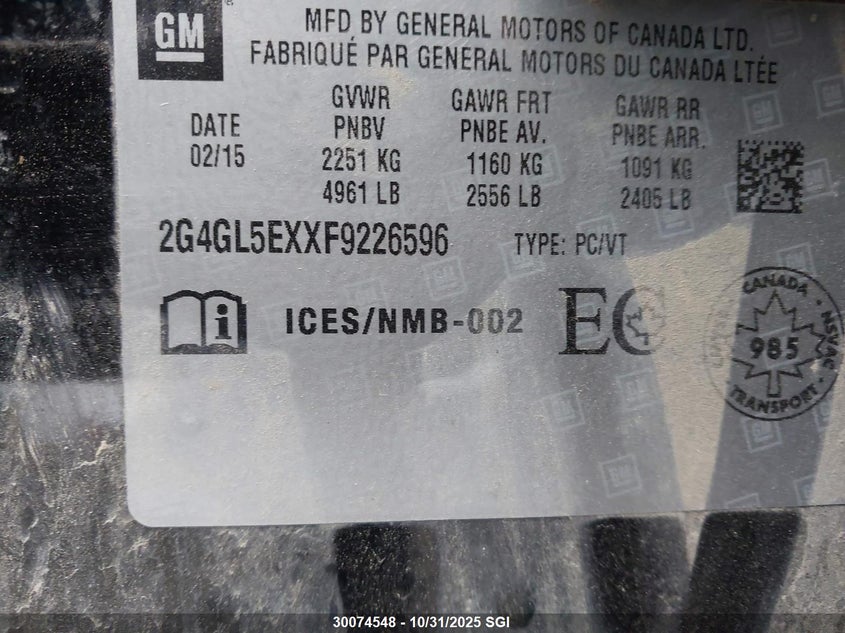 GM
MFD BY GENERAL MOTORS OF CANADA LTD.
FABRIQUÉ PAR GENERAL MOTORS DU CANADA LTÉE
DATE
02/15
GVWR
PNBV
2251 KG
4961 LB
GAWR FRT
PNBE AV.
1160 KG
2556 LB
GAWR RR
PNBE ARR.
1091 KG
2405 LB
2G4GL5EXXF9226596 TYPE: PC/VT
i ICES/NMB-002 EC
CANADA
NSVAC
985
TRANSPORT
30074548 - 10/31/2025 SGI